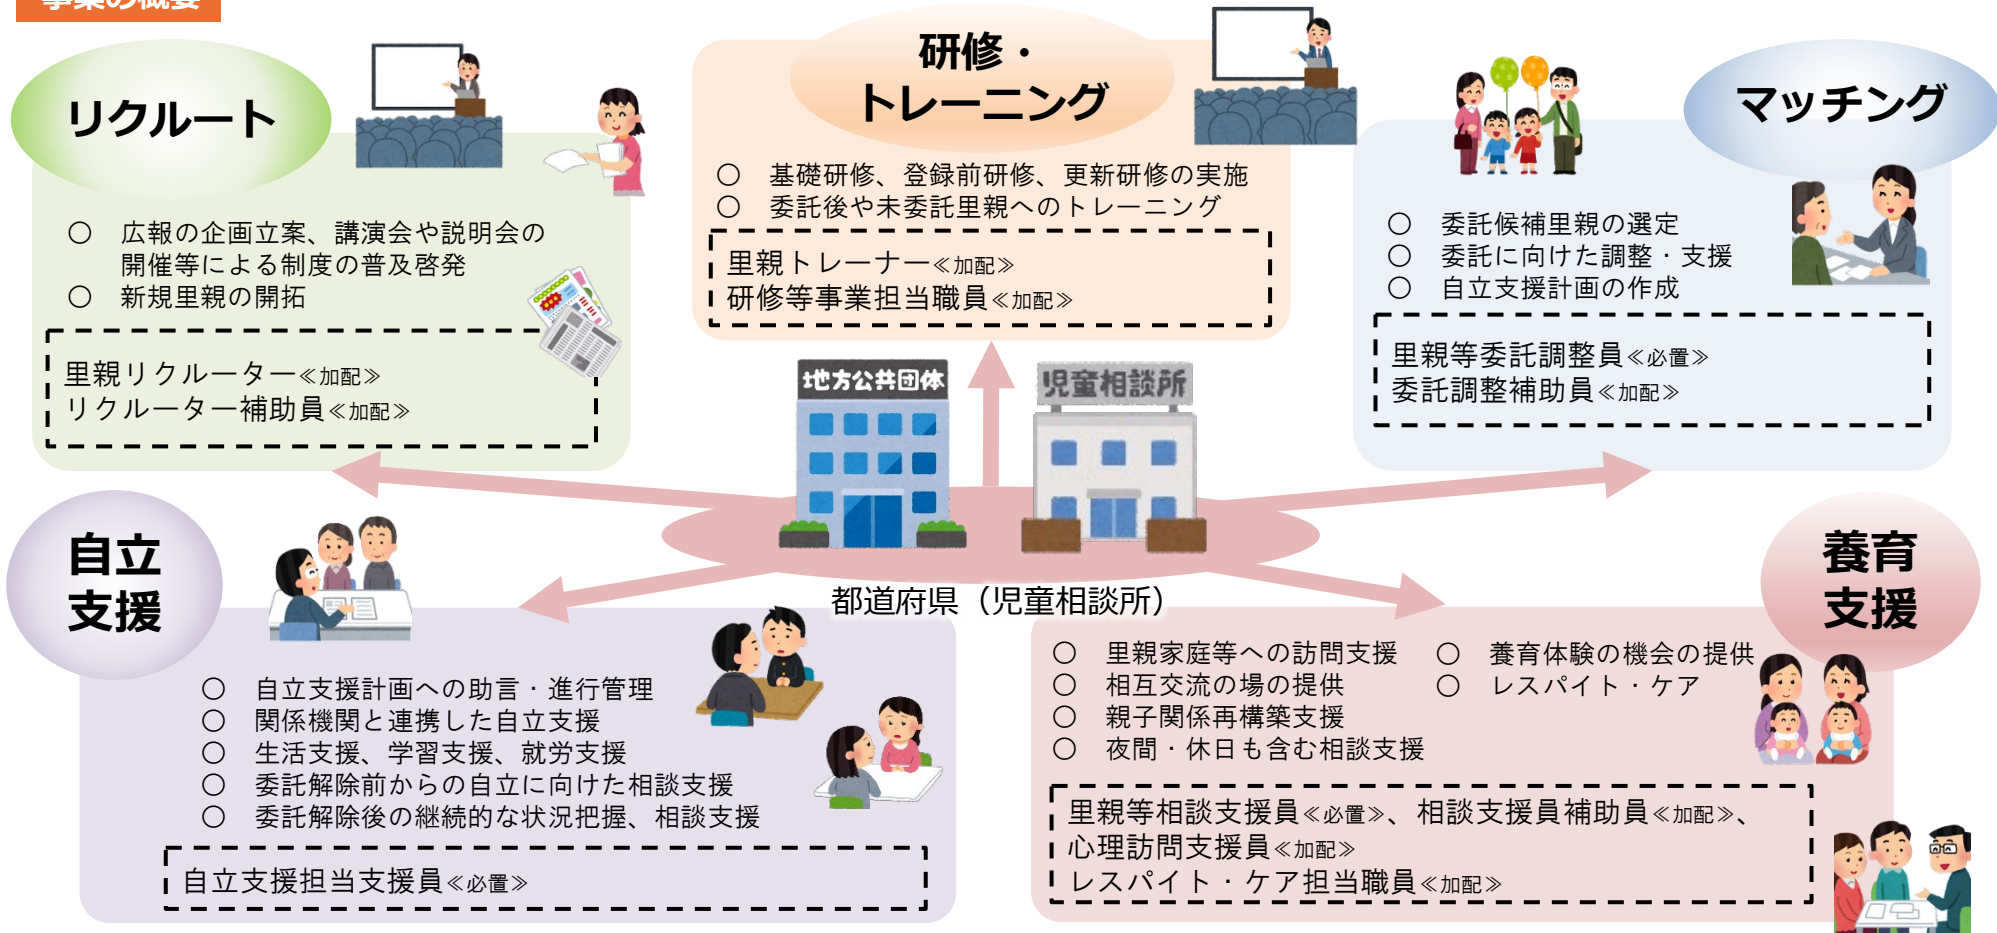 事業の概要
リクルート
〇　広報の企画立案、講演会や説明会の
開催等による制度の普及啓発
〇　新規里親の開拓
里親リクルーター≪加配≫
リクルーター補助員≪加配≫
研修・
トレーニング
〇　基礎研修、登録前研修、更新研修の実施
〇　委託後や未委託里親へのトレーニング
里親トレーナー≪加配≫
研修等事業担当職員≪加配≫
マッチング
〇　委託候補里親の選定
〇　委託に向けた調整・支援
〇　自立支援計画の作成
里親等委託調整員≪必置≫
委託調整補助員≪加配≫
地方公共団体
児童相談所
都道府県（児童相談所）
自立
支援
〇　自立支援計画への助言・進行管理
〇　関係機関と連携した自立支援
〇　生活支援、学習支援、就労支援
〇　委託解除前からの自立に向けた相談支援
〇　委託解除後の継続的な状況把握、相談支援
自立支援担当支援員≪必置≫
養育
支援
〇　里親家庭等への訪問支援
〇　相互交流の場の提供
〇　親子関係再構築支援
〇　夜間・休日も含む相談支援
〇　養育体験の機会の提供
〇　レスパイト・ケア
里親等相談支援員≪必置≫、相談支援員補助員≪加配≫、
心理訪問支援員≪加配≫
レスパイト・ケア担当職員≪加配≫